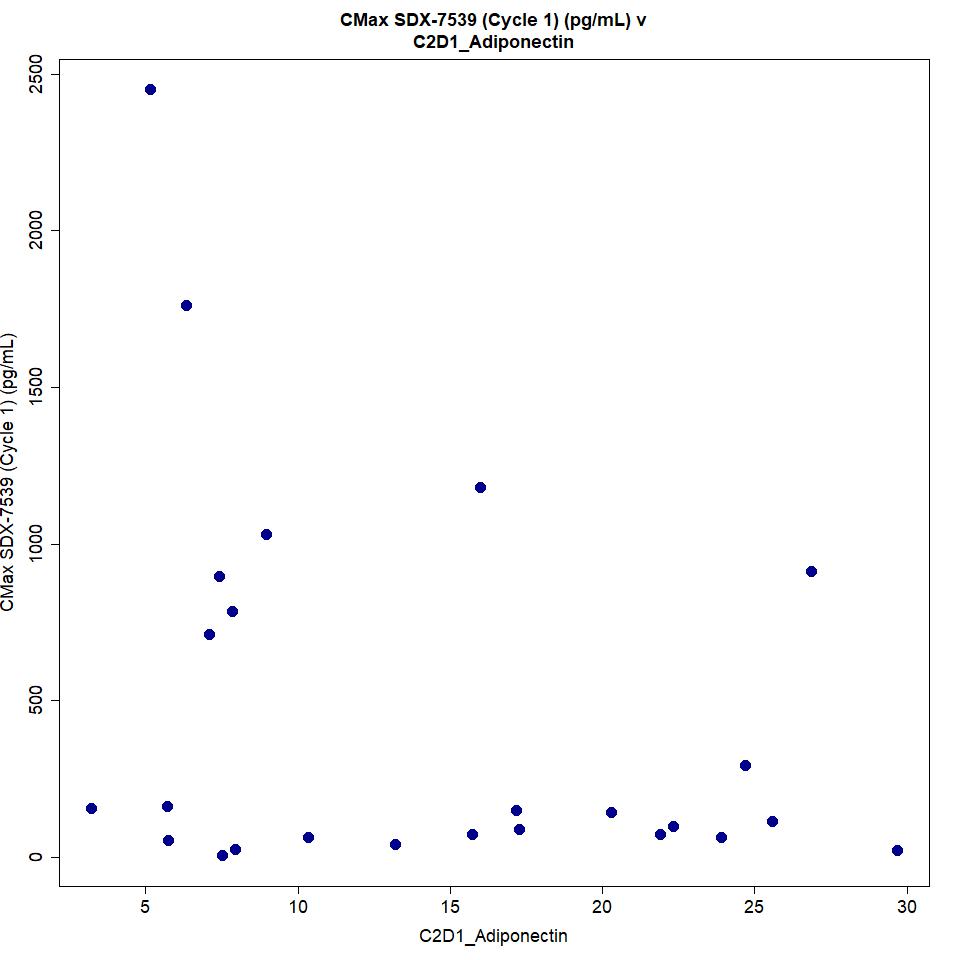 CMax SDX-7539 (Cycle 1) (pg/mL) v
C2D1_Adiponectin
CMax SDX-7539 (Cycle 1) (pg/mL)
2500
2000
1500
1000
500
0
5 10 15 20 25 30
C2D1_Adiponectin